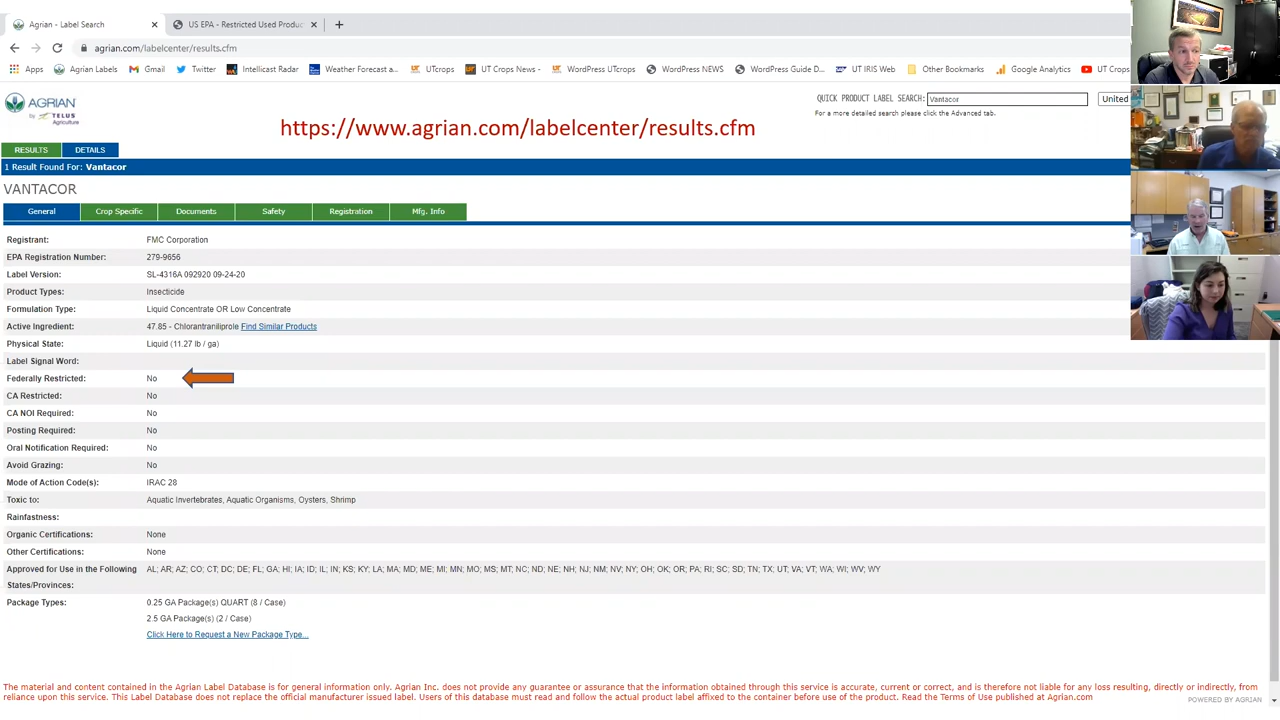 Agrian - Label Search
US EPA - Restricted Used Produc
agrian.com/labelcenter/results.cfm
Apps Agrian Labels Gmail Twitter Intellicast Radar Weather Forecast a... UTcrops UT Crops News - WordPress UTcrops WordPress NEWS WordPress Guide D... UT IRIS Web Other Bookmarks Google Analytics UT Crops
AGRIAN
by TELUS
Agriculture
QUICK PRODUCT LABEL SEARCH: Vantacor United
For a more detailed search please click the Advanced tab.
https://www.agrian.com/labelcenter/results.cfm
RESULTS DETAILS
1 Result Found For: Vantacor
VANTACOR
General Crop Specific Documents Safety Registration Mfg. Info
Registrant: FMC Corporation
EPA Registration Number: 279-9656
Label Version: SL-4316A 092920 09-24-20
Product Types: Insecticide
Formulation Type: Liquid Concentrate OR Low Concentrate
Active Ingredient: 47.85 - Chlorantraniliprole Find Similar Products
Physical State: Liquid (11.27 lb / ga)
Label Signal Word:
Federally Restricted: No
CA Restricted: No
CA NOI Required: No
Posting Required: No
Oral Notification Required: No
Avoid Grazing: No
Mode of Action Code(s): IRAC 28
Toxic to: Aquatic Invertebrates, Aquatic Organisms, Oysters, Shrimp
Rainfastness:
Organic Certifications: None
Other Certifications: None
Approved for Use in the Following AL; AR; AZ; CO; CT; DC; DE; FL; GA; HI; IA; ID; IL; IN; KS; KY; LA; MA; MD; ME; MI; MN; MO; MS; MT; NC; ND; NE; NH; NJ; NM; NV; NY; OH; OK; OR; PA; RI; SC; SD; TN; TX; UT; VA; VT; WA; WI; WV; WY
States/Provinces:
Package Types: 0.25 GA Package(s) QUART (8 / Case)
2.5 GA Package(s) (2 / Case)
Click Here to Request a New Package Type...
The material and content contained in the Agrian Label Database is for general information only. Agrian Inc. does not provide any guarantee or assurance that the information obtained through this service is accurate, current or correct, and is therefore not liable for any loss resulting, directly or indirectly, from
reliance upon this service. This Label Database does not replace the official manufacturer issued label. Users of this database must read and follow the actual product label affixed to the container before use of the product. Read the Terms of Use published at Agrian.com
POWERED BY AGRIAN